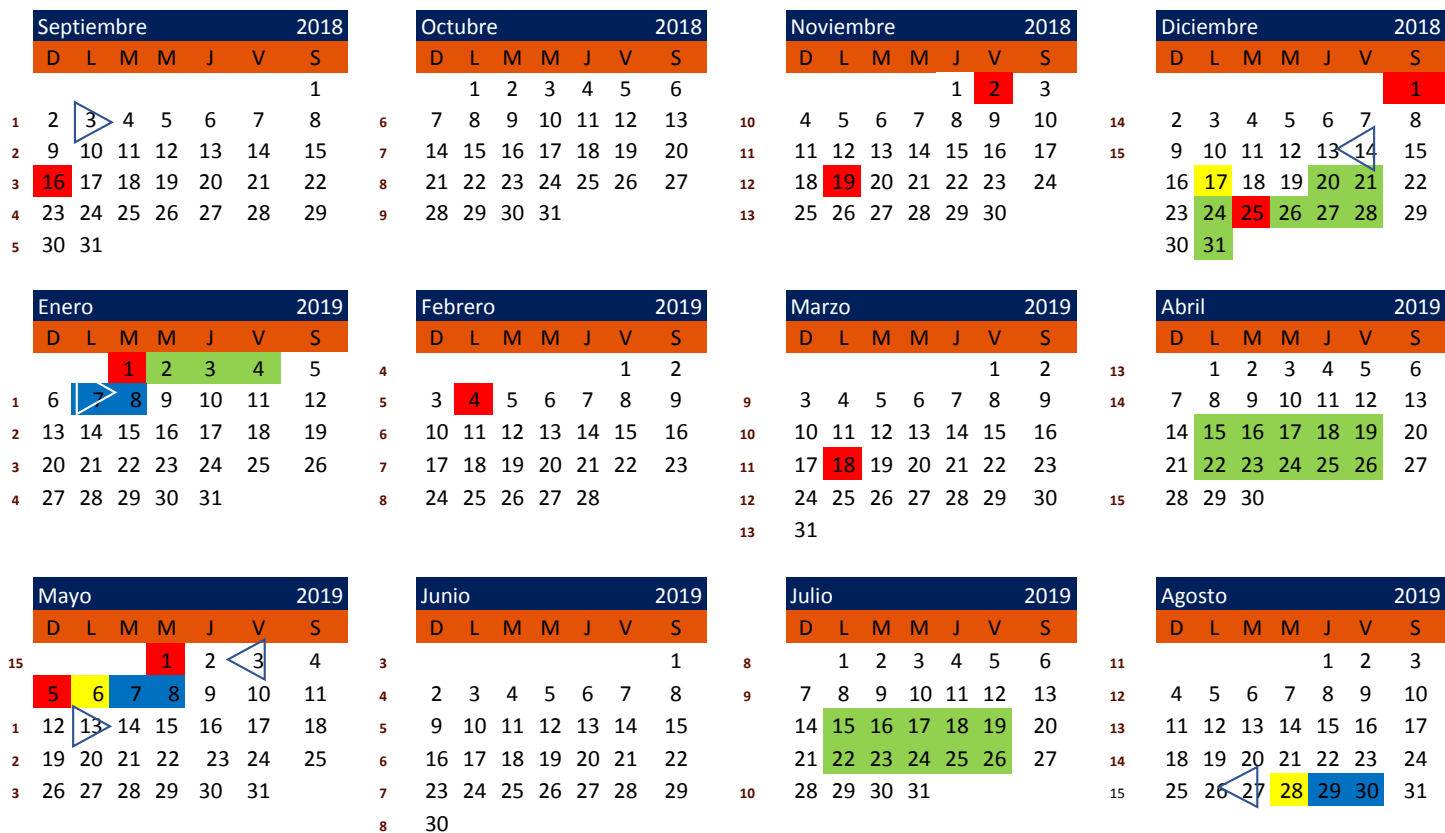 Septiembre 2018
D L M M J V S
1
1 2 3 4 5 6 7 8
2 9 10 11 12 13 14 15
3 16 17 18 19 20 21 22
4 23 24 25 26 27 28 29
5 30 31
Octubre 2018
D L M M J V S
1 2 3 4 5 6
6 7 8 9 10 11 12 13
7 14 15 16 17 18 19 20
8 21 22 23 24 25 26 27
9 28 29 30 31
Noviembre 2018
D L M M J V S
1 2 3
10 4 5 6 7 8 9 10
11 11 12 13 14 15 16 17
12 18 19 20 21 22 23 24
13 25 26 27 28 29 30
Diciembre 2018
D L M M J V S
1
14 2 3 4 5 6 7 8
15 9 10 11 12 13 14 15
16 17 18 19 20 21 22
23 24 25 26 27 28 29
30 31
Enero 2019
D L M M J V S
1 2 3 4 5
1 6 7 8 9 10 11 12
2 13 14 15 16 17 18 19
3 20 21 22 23 24 25 26
4 27 28 29 30 31
Febrero 2019
D L M M J V S
4 1 2
5 3 4 5 6 7 8 9
6 10 11 12 13 14 15 16
7 17 18 19 20 21 22 23
8 24 25 26 27 28
Marzo 2019
D L M M J V S
1 2
9 3 4 5 6 7 8 9
10 10 11 12 13 14 15 16
11 17 18 19 20 21 22 23
12 24 25 26 27 28 29 30
13 31
Abril 2019
D L M M J V S
13 1 2 3 4 5 6
14 7 8 9 10 11 12 13
14 15 16 17 18 19 20
21 22 23 24 25 26 27
15 28 29 30
Mayo 2019
D L M M J V S
15 1 2 3 4
5 6 7 8 9 10 11
1 12 13 14 15 16 17 18
2 19 20 21 22 23 24 25
3 26 27 28 29 30 31
Junio 2019
D L M M J V S
3 1
4 2 3 4 5 6 7 8
5 9 10 11 12 13 14 15
6 16 17 18 19 20 21 22
7 23 24 25 26 27 28 29
8 30
Julio 2019
D L M M J V S
8 1 2 3 4 5 6
9 7 8 9 10 11 12 13
14 15 16 17 18 19 20
21 22 23 24 25 26 27
10 28 29 30 31
Agosto 2019
D L M M J V S
11 1 2 3
12 4 5 6 7 8 9 10
13 11 12 13 14 15 16 17
14 18 19 20 21 22 23 24
15 25 26 27 28 29 30 31